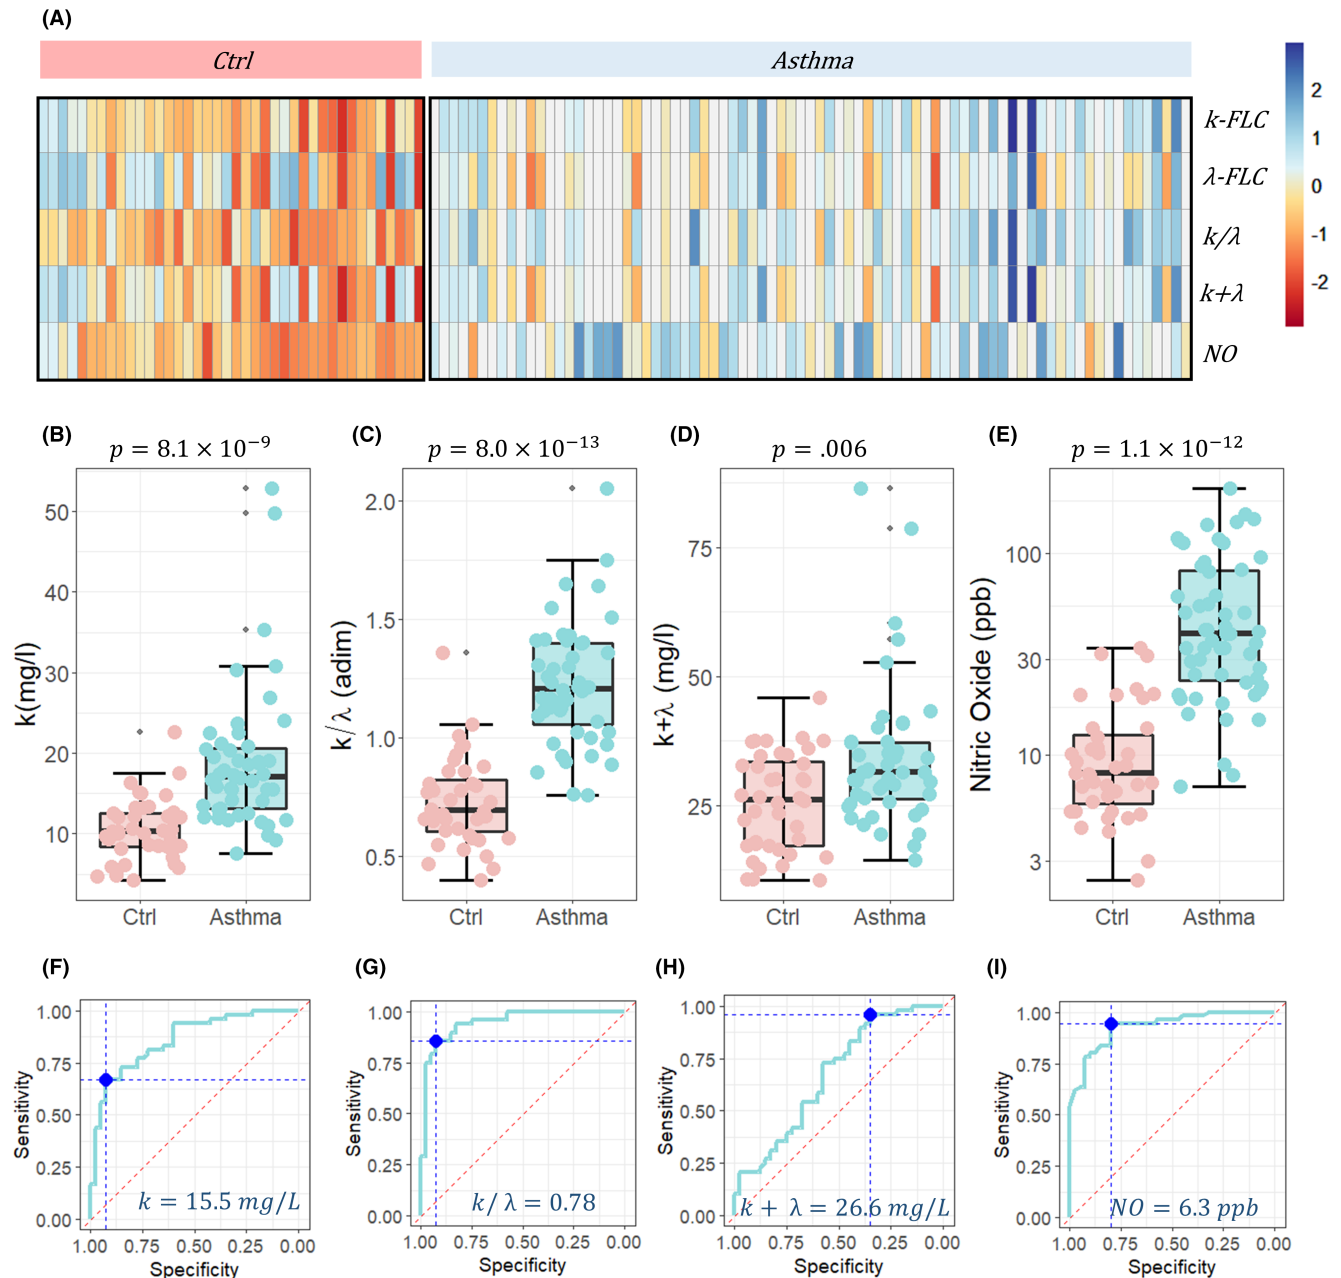 (A)
Ctrl
Asthma
k-FLC
λ-FLC
k/λ
k+λ
NO
2
1
0
-1
-2
(B)
p = 8.1 × 10⁻⁹
k(mg/l)
50
40
30
20
10
Ctrl
Asthma
(C)
p = 8.0 × 10⁻¹³
k/λ (adim)
2.0
1.5
1.0
0.5
Ctrl
Asthma
(D)
p = .006
k+λ (mg/l)
75
50
25
Ctrl
Asthma
(E)
p = 1.1 × 10⁻¹²
Nitric Oxide (ppb)
100
30
10
3
Ctrl
Asthma
(F)
Sensitivity
1.00
0.75
0.50
0.25
0.00
k = 15.5 mg/L
1.00 0.75 0.50 0.25 0.00
Specificity
(G)
Sensitivity
1.00
0.75
0.50
0.25
0.00
k/ λ = 0.78
1.00 0.75 0.50 0.25 0.00
Specificity
(H)
Sensitivity
1.00
0.75
0.50
0.25
0.00
k + λ = 26.6 mg/L
1.00 0.75 0.50 0.25 0.00
Specificity
(I)
Sensitivity
1.00
0.75
0.50
0.25
0.00
NO = 6.3 ppb
1.00 0.75 0.50 0.25 0.00
Specificity